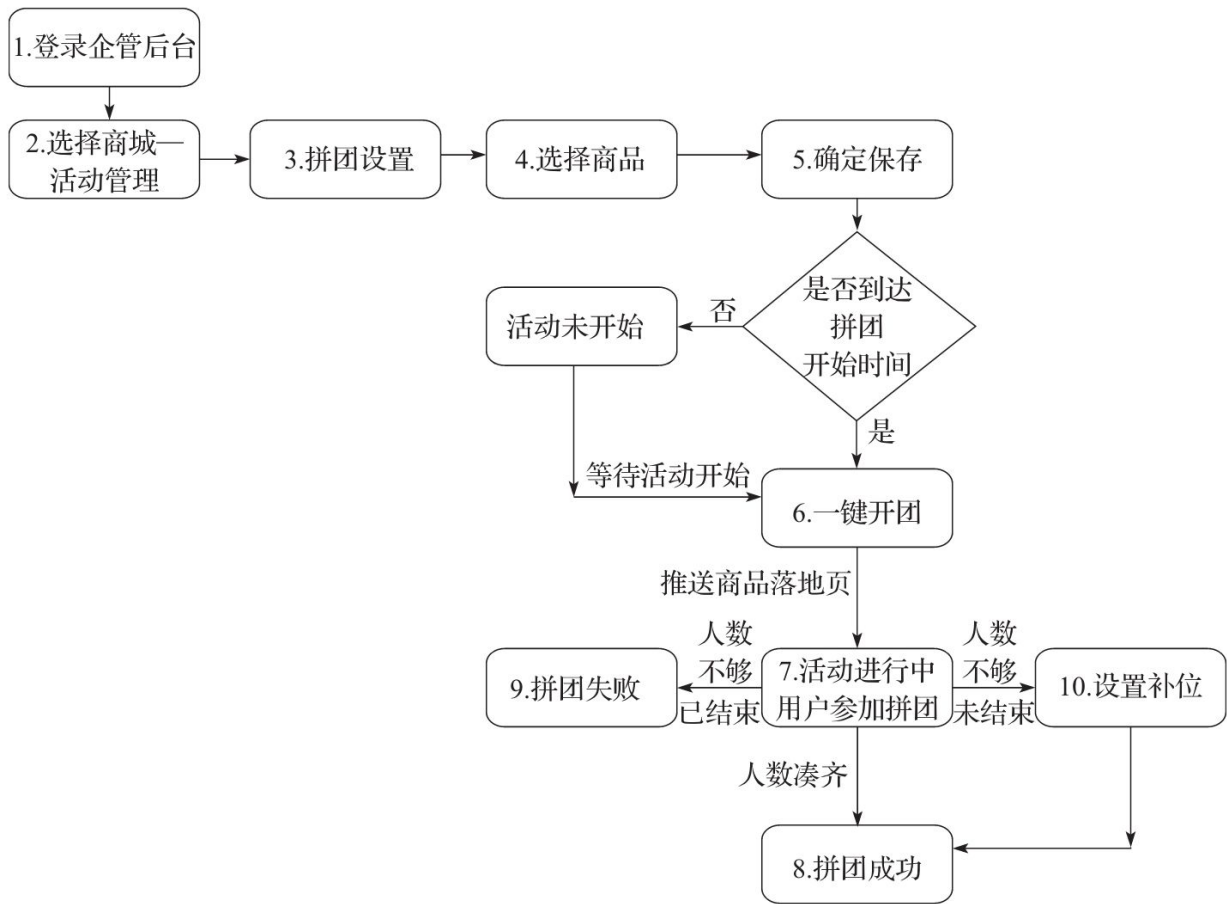 1.登录企管后台
2.选择商城—
活动管理
3.拼团设置
4.选择商品
5.确定保存
是否到达
拼团
开始时间
否
活动未开始
是
等待活动开始
6.一键开团
推送商品落地页
人数
不够
已结束
9.拼团失败
7.活动进行中
用户参加拼团
人数
不够
未结束
10.设置补位
人数凑齐
8.拼团成功